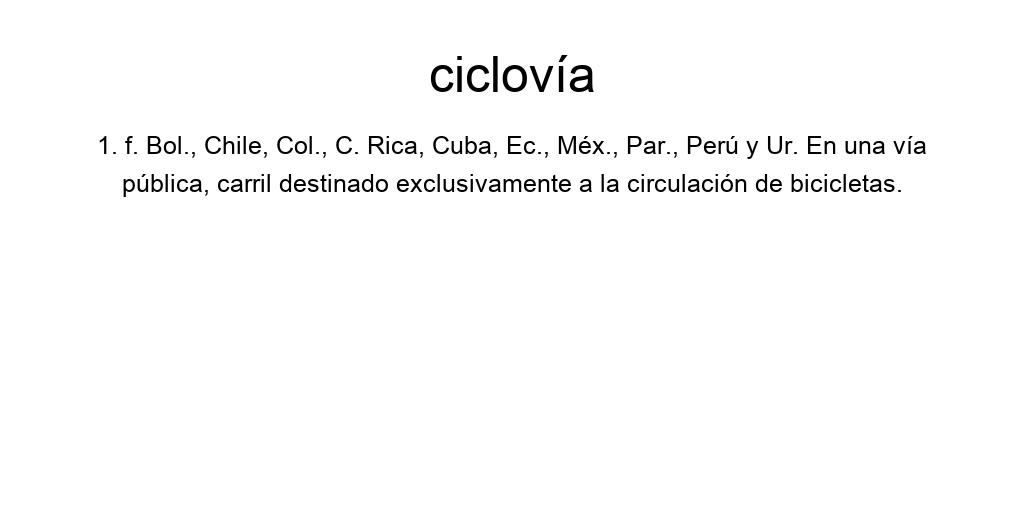 ciclovía
1. f. Bol., Chile, Col., C. Rica, Cuba, Ec., Méx., Par., Perú y Ur. En una vía
pública, carril destinado exclusivamente a la circulación de bicicletas.